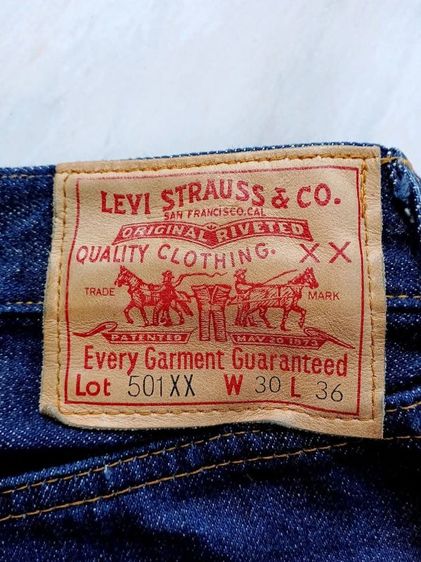 LEVI STRAUSS & CO.
SAN FRANCISCO, CAL.
ORIGINAL RIVETED
QUALITY CLOTHING. XX
TRADE MARK
PATENTED MAY 20 1873
Every Garment Guaranteed
Lot 501XX W 30 L 36